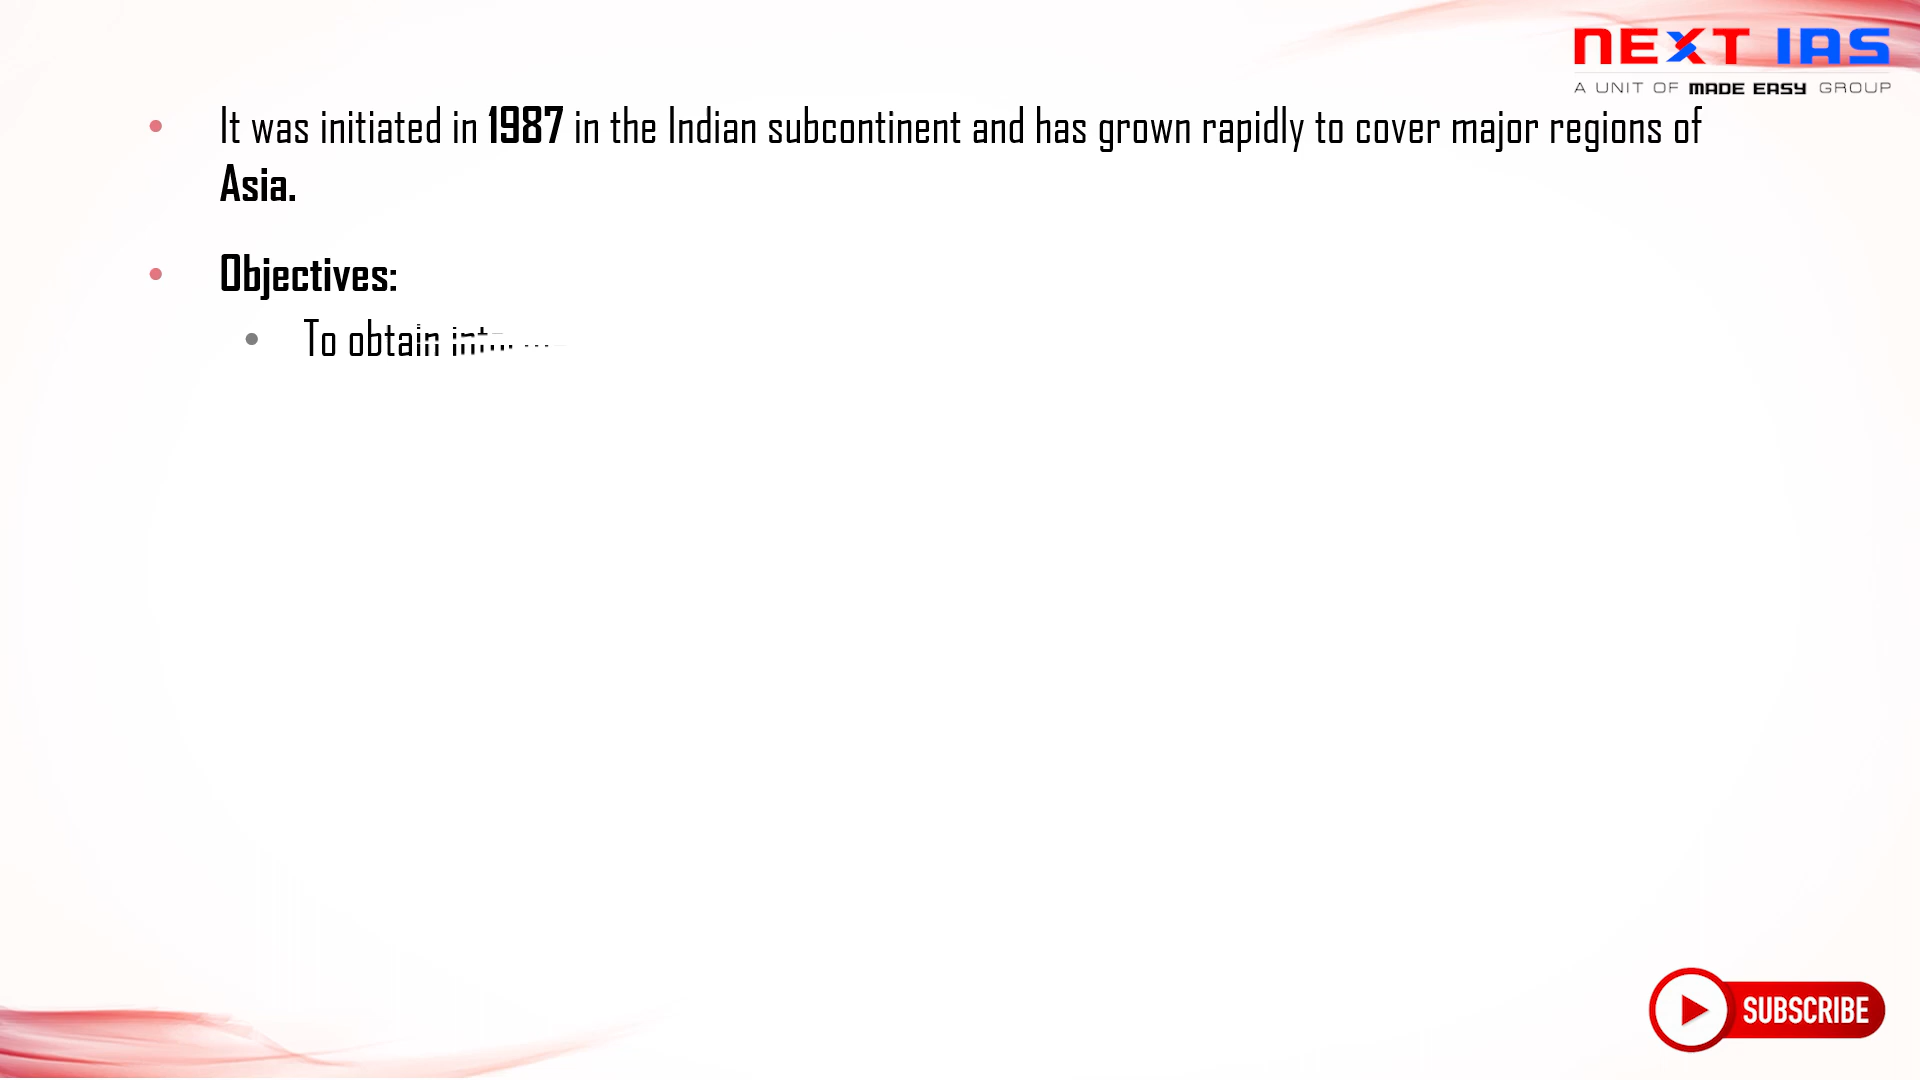 NEXT IAS
A UNIT OF MADE EASY GROUP
It was initiated in 1987 in the Indian subcontinent and has grown rapidly to cover major regions of
Asia.
Objectives:
To obtain
SUBSCRIBE